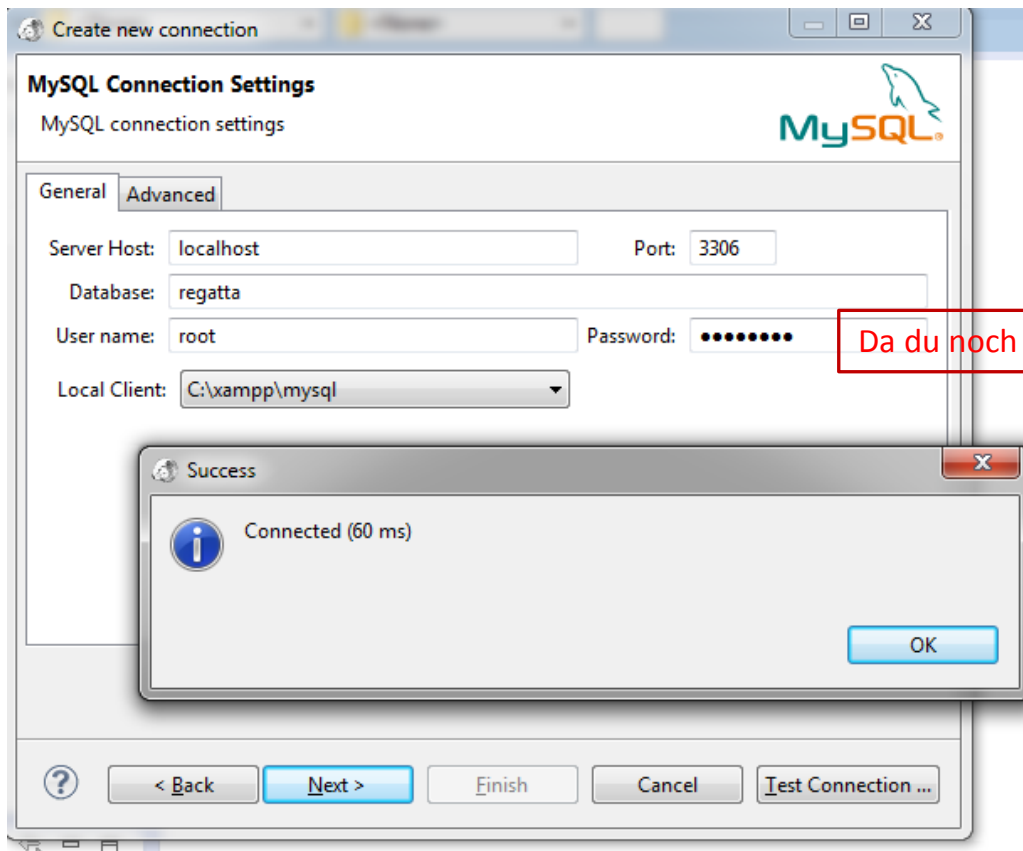 Create new connection
MySQL Connection Settings
MySQL connection settings
MySQL
General Advanced
Server Host: localhost Port: 3306
Database: regatta
User name: root Password: ●●●●●●●●
Da du noch
Local Client: C:\xampp\mysql
Success
Connected (60 ms)
OK
< Back Next > Finish Cancel Test Connection ...